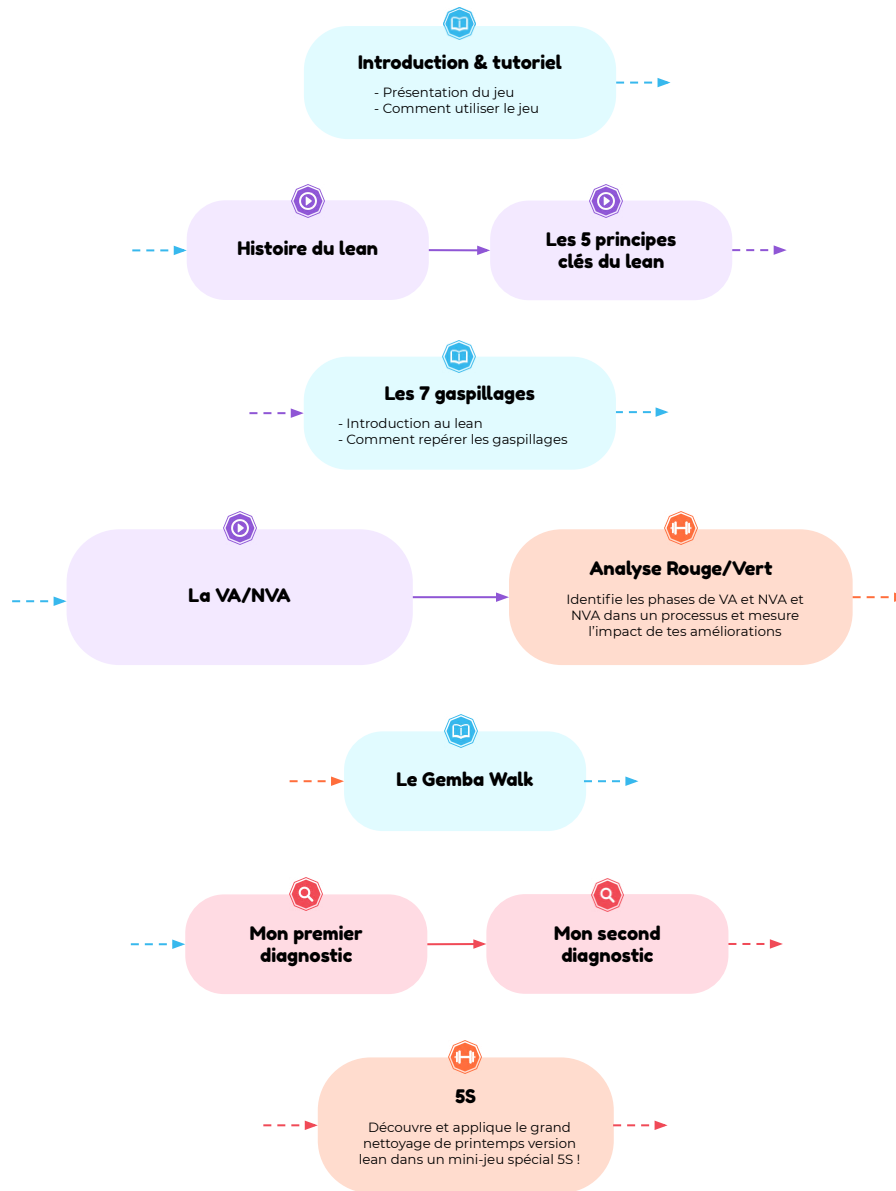 Introduction & tutoriel
- Présentation du jeu
- Comment utiliser le jeu
Histoire du lean
Les 5 principes
clés du lean
Les 7 gaspillages
- Introduction au lean
- Comment repérer les gaspillages
La VA/NVA
Analyse Rouge/Vert
Identifie les phases de VA et NVA et
NVA dans un processus et mesure
l'impact de tes améliorations
Le Gemba Walk
Mon premier
diagnostic
Mon second
diagnostic
5S
Découvre et applique le grand
nettoyage de printemps version
lean dans un mini-jeu spécial 5S !